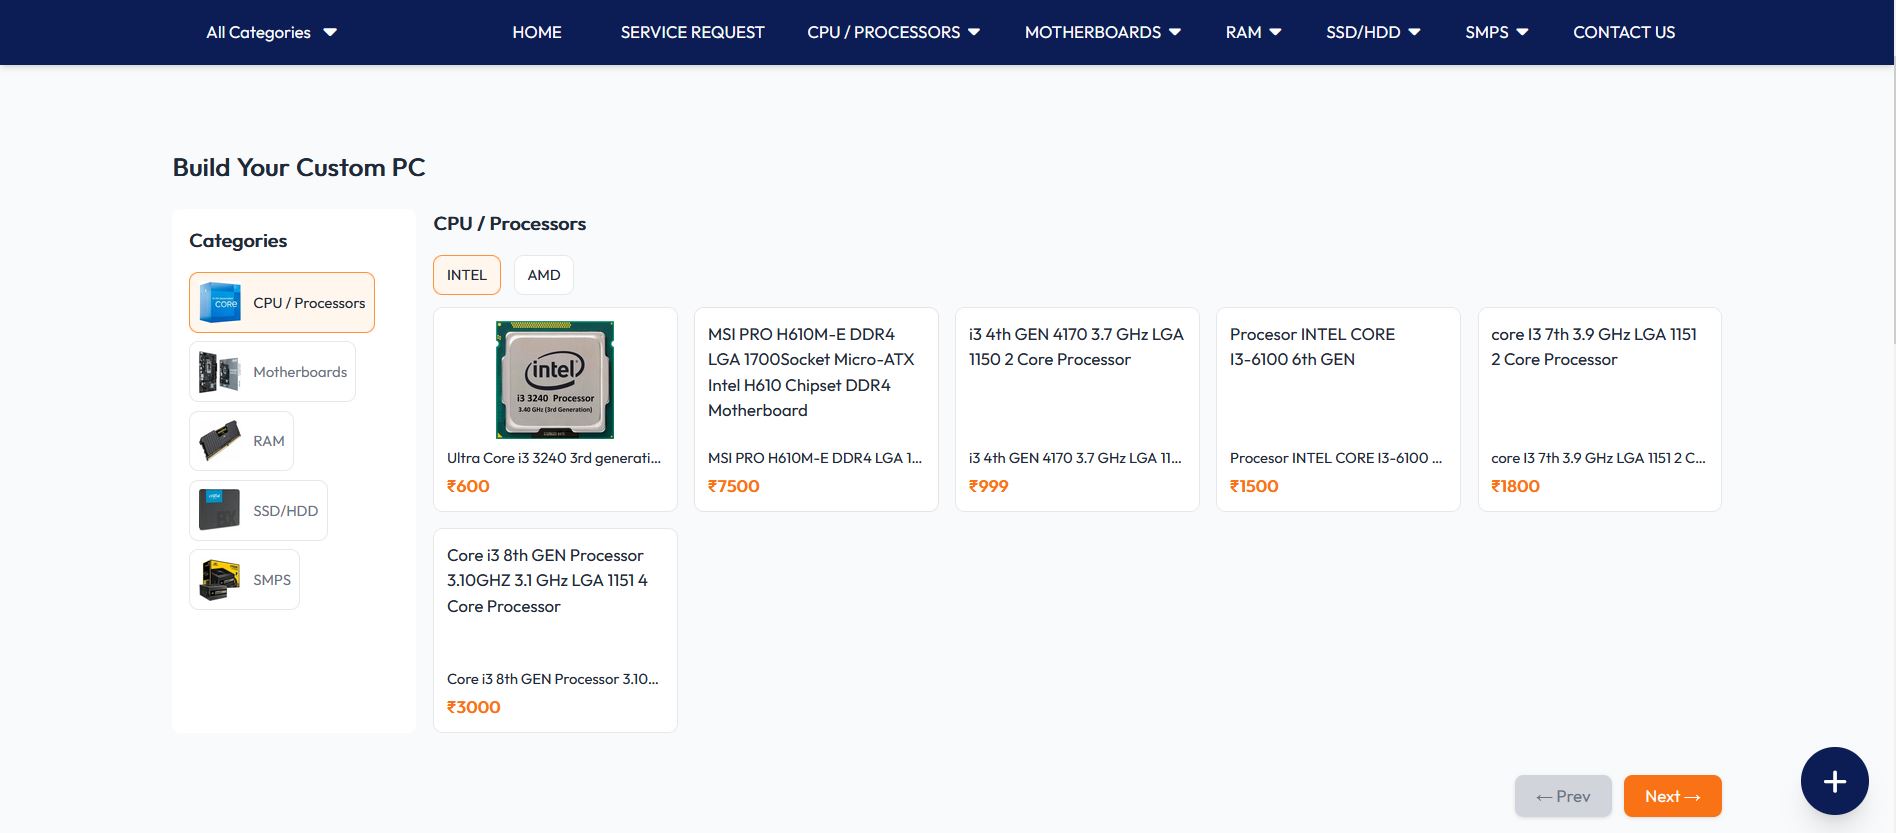 All Categories
HOME
SERVICE REQUEST
CPU / PROCESSORS
MOTHERBOARDS
RAM
SSD/HDD
SMPS
CONTACT US
Build Your Custom PC
Categories
CPU / Processors
Motherboards
RAM
SSD/HDD
SMPS
CPU / Processors
INTEL
AMD
intel
i3 3240 Processor
3.40 GHz (3rd Generation)
Ultra Core i3 3240 3rd generati...
₹600
MSI PRO H610M-E DDR4
LGA 1700Socket Micro-ATX
Intel H610 Chipset DDR4
Motherboard
MSI PRO H610M-E DDR4 LGA 1...
₹7500
i3 4th GEN 4170 3.7 GHz LGA
1150 2 Core Processor
i3 4th GEN 4170 3.7 GHz LGA 11...
₹999
Procesor INTEL CORE
I3-6100 6th GEN
Procesor INTEL CORE I3-6100 ...
₹1500
core I3 7th 3.9 GHz LGA 1151
2 Core Processor
core I3 7th 3.9 GHz LGA 1151 2 C...
₹1800
Core i3 8th GEN Processor
3.10GHZ 3.1 GHz LGA 1151 4
Core Processor
Core i3 8th GEN Processor 3.10...
₹3000
← Prev
Next →
+